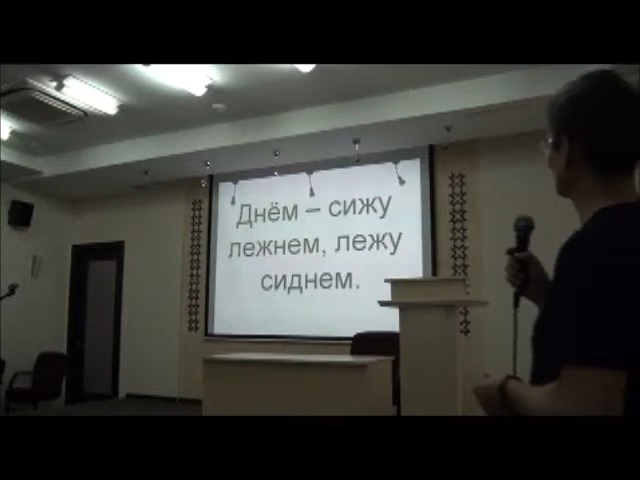 Днём – сижу
лежнем, лежу
сиднем.